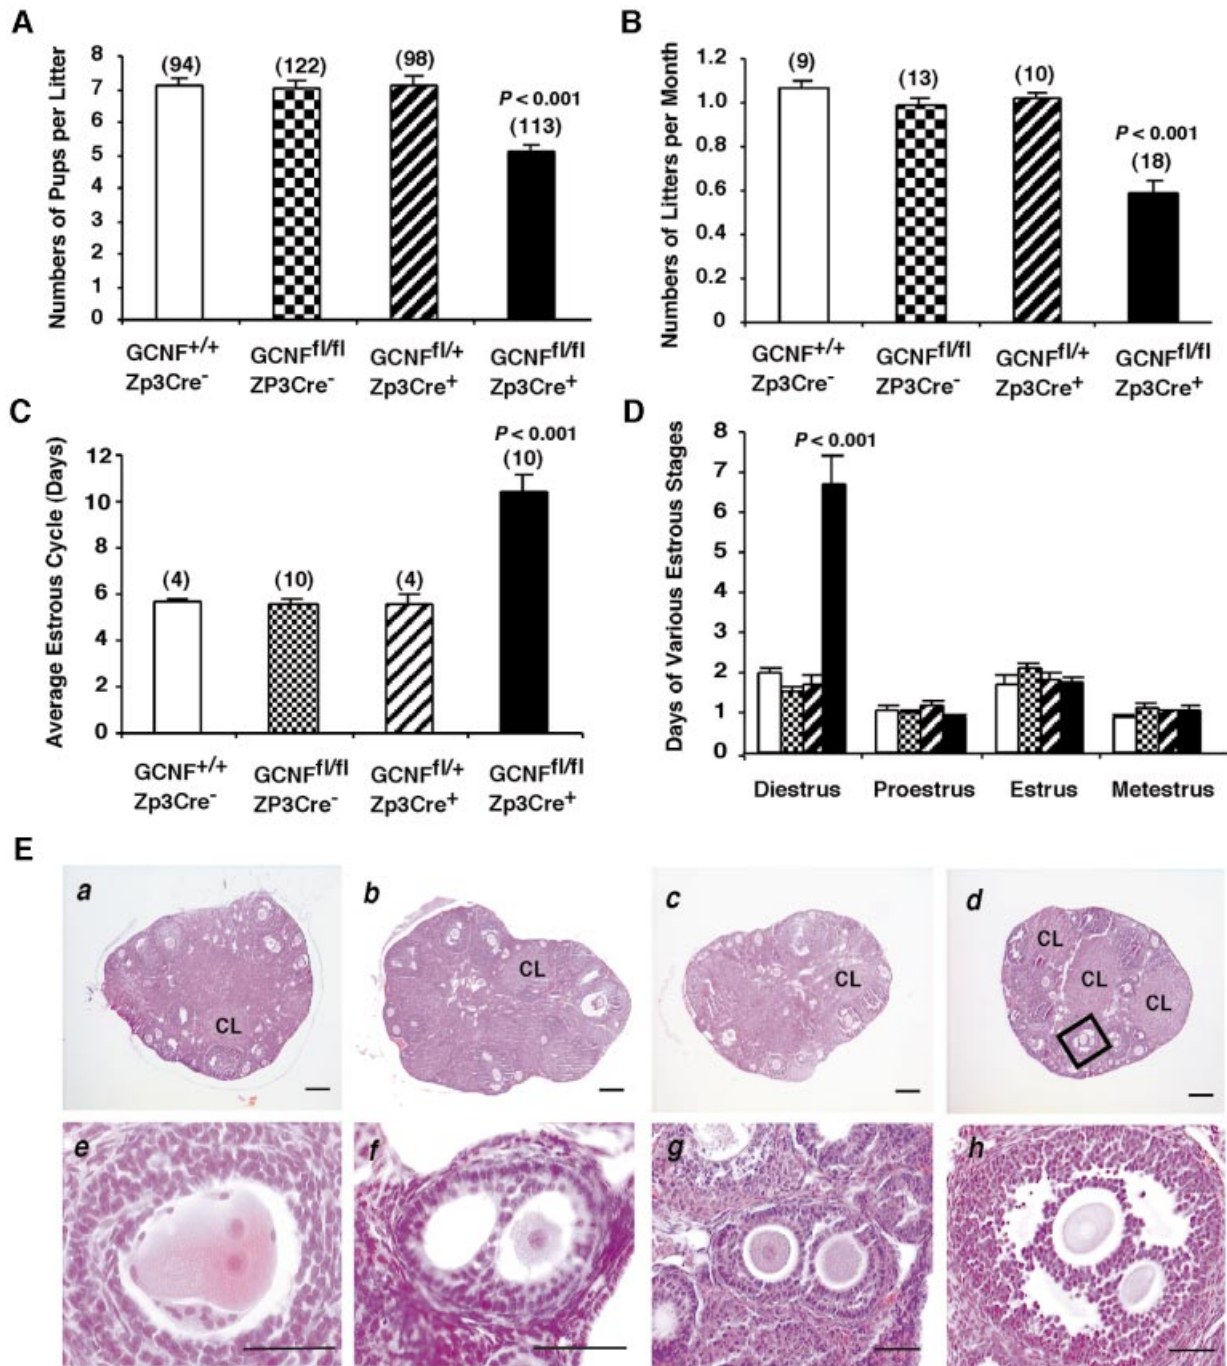 A
Numbers of Pups per Litter
8
7
6
5
4
3
2
1
0
(94)
(122)
(98)
P < 0.001
(113)
GCNF+/+
Zp3Cre-
GCNFfl/fl
ZP3Cre-
GCNFfl/+
Zp3Cre+
GCNFfl/fl
Zp3Cre+
B
Numbers of Litters per Month
1.2
1.0
0.8
0.6
0.4
0.2
0
(9)
(13)
(10)
P < 0.001
(18)
GCNF+/+
Zp3Cre-
GCNFfl/fl
ZP3Cre-
GCNFfl/+
Zp3Cre+
GCNFfl/fl
Zp3Cre+
C
Average Estrous Cycle (Days)
12
10
8
6
4
2
0
(4)
(10)
(4)
P < 0.001
(10)
GCNF+/+
Zp3Cre-
GCNFfl/fl
ZP3Cre-
GCNFfl/+
Zp3Cre+
GCNFfl/fl
Zp3Cre+
D
Days of Various Estrous Stages
8
7
6
5
4
3
2
1
0
P < 0.001
Diestrus
Proestrus
Estrus
Metestrus
E
a
CL
b
CL
c
CL
d
CL
CL
CL
e
f
g
h